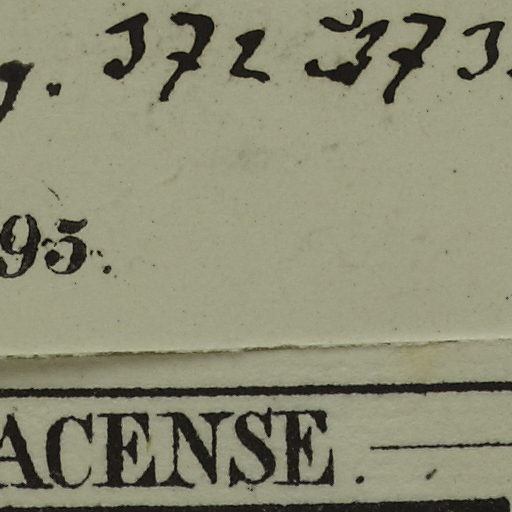 g. 372 373.
95.
ACENSE.